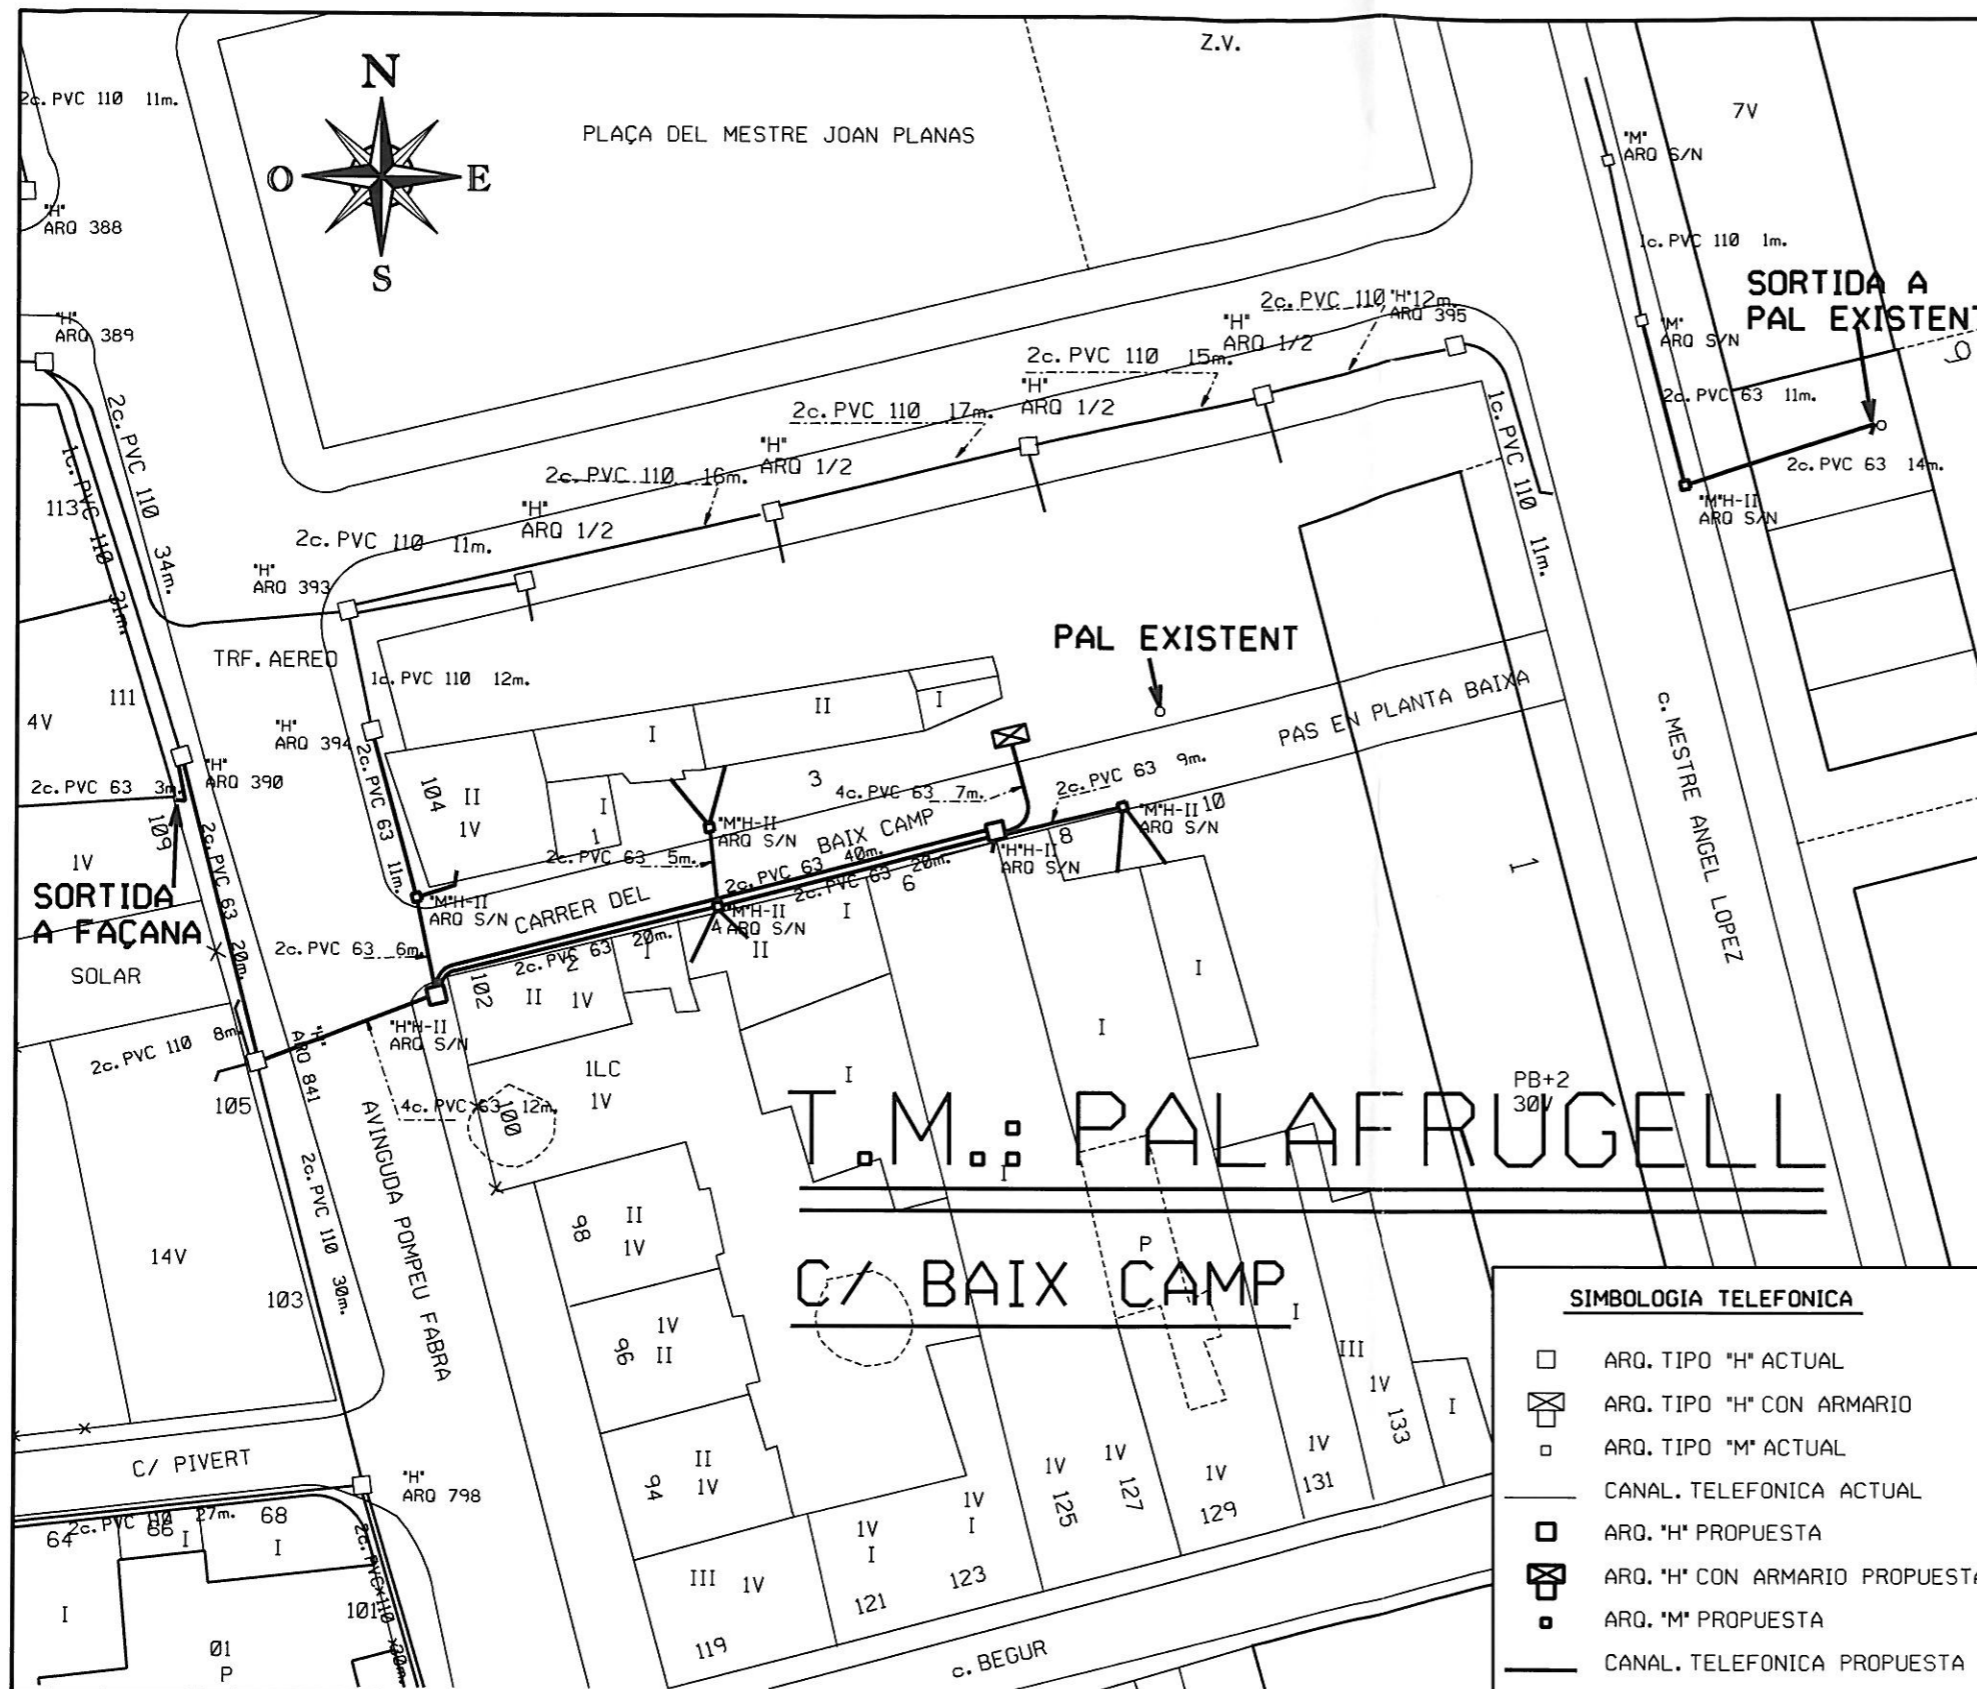 Z.V.
7V
2c. PVC 110 11m.
N
O
E
S
PLAÇA DEL MESTRE JOAN PLANAS
"M"
ARQ S/N
"H"
ARQ 388
1c. PVC 110 1m.
SORTIDA A
PAL EXISTENT
"M"
ARQ S/N
"H"
ARQ 389
2c. PVC 110 12m.
"H"
ARQ 395
"H"
ARQ 1/2
2c. PVC 110 15m.
"H"
ARQ 1/2
2c. PVC 110 17m.
"H"
ARQ 1/2
2c. PVC 110 16m.
"H"
ARQ 1/2
2c. PVC 110 11m.
2c. PVC 63 11m.
2c. PVC 63 14m.
"M"H-II
ARQ S/N
1c. PVC 110 11m.
2c. PVC 110 34m.
1c. PVC 110 31m.
113
"H"
ARQ 393
TRF. AEREO
1c. PVC 110 12m.
PAL EXISTENT
111
4V
"H"
ARQ 394
"H"
ARQ 390
2c. PVC 63 3m.
109
1V
SORTIDA
A FAÇANA
SOLAR
2c. PVC 63 20m.
2c. PVC 63 11m.
104
II
1V
I
II
I
I
1
3
PAS EN PLANTA BAIXA
c. MESTRE ANGEL LOPEZ
4c. PVC 63 7m.
2c. PVC 63 9m.
"M"H-II
ARQ S/N
10
"M"H-II
ARQ S/N
2c. PVC 63 5m.
CARRER DEL BAIX CAMP
2c. PVC 63 40m.
2c. PVC 63 20m.
"H"H-II
ARQ S/N
8
6
1
"M"H-II
ARQ S/N
"M"H-II
ARQ S/N
4
I
II
2c. PVC 63 6m.
2c. PVC 63 20m.
2
I
102
II 1V
I
I
"H"H-II
ARQ S/N
2c. PVC 110 8m.
"H"
ARQ 841
105
4c. PVC 63 12m.
100
1LC
1V
I
PB+2
30V
T.M.: PALAFRUGELL
I
AVINGUDA POMPEU FABRA
2c. PVC 110 30m.
14V
103
98
II
1V
P
C/ BAIX CAMP
I
96
1V
II
III
1V
133
I
C/ PIVERT
94
II
1V
"H"
ARQ 798
2c. PVC 110 27m.
64
66
68
I
I
I
101
01
P
III 1V
119
1V
I
121
1V
I
123
1V
125
1V
127
1V
129
1V
131
c. BEGUR
SIMBOLOGIA TELEFONICA
ARQ. TIPO "H" ACTUAL
ARQ. TIPO "H" CON ARMARIO
ARQ. TIPO "M" ACTUAL
CANAL. TELEFONICA ACTUAL
ARQ. "H" PROPUESTA
ARQ. "H" CON ARMARIO PROPUESTA
ARQ. "M" PROPUESTA
CANAL. TELEFONICA PROPUESTA